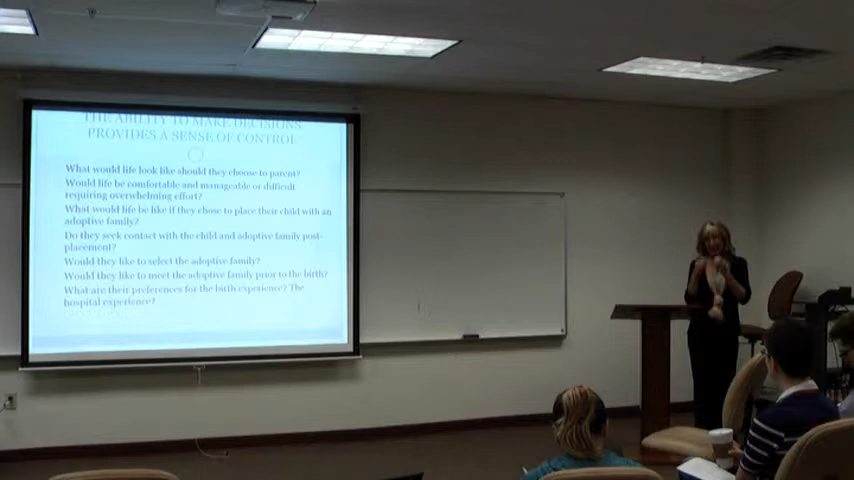 THE ABILITY TO MAKE DECISIONS
PROVIDES A SENSE OF CONTROL
What would life look like should they choose to parent?
Would life be comfortable and manageable or difficult
requiring overwhelming effort?
What would life be like if they chose to place their child with an
adoptive family?
Do they seek contact with the child and adoptive family post-
placement?
Would they like to select the adoptive family?
Would they like to meet the adoptive family prior to the birth?
What are their preferences for the birth experience? The
hospital experience?